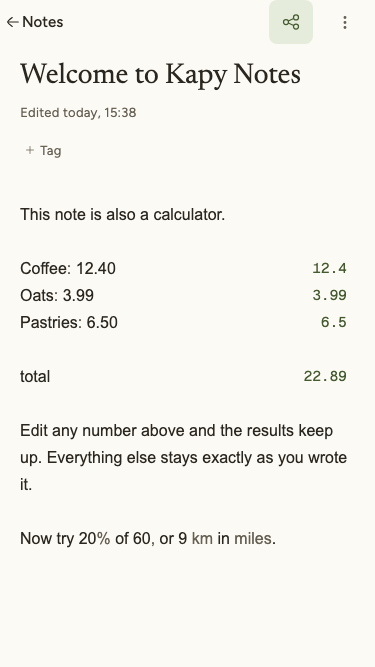 Notes
Welcome to Kapy Notes
Edited today, 15:38
+ Tag
This note is also a calculator.
Coffee: 12.40 12.4
Oats: 3.99 3.99
Pastries: 6.50 6.5
total 22.89
Edit any number above and the results keep
up. Everything else stays exactly as you wrote
it.
Now try 20% of 60, or 9 km in miles.